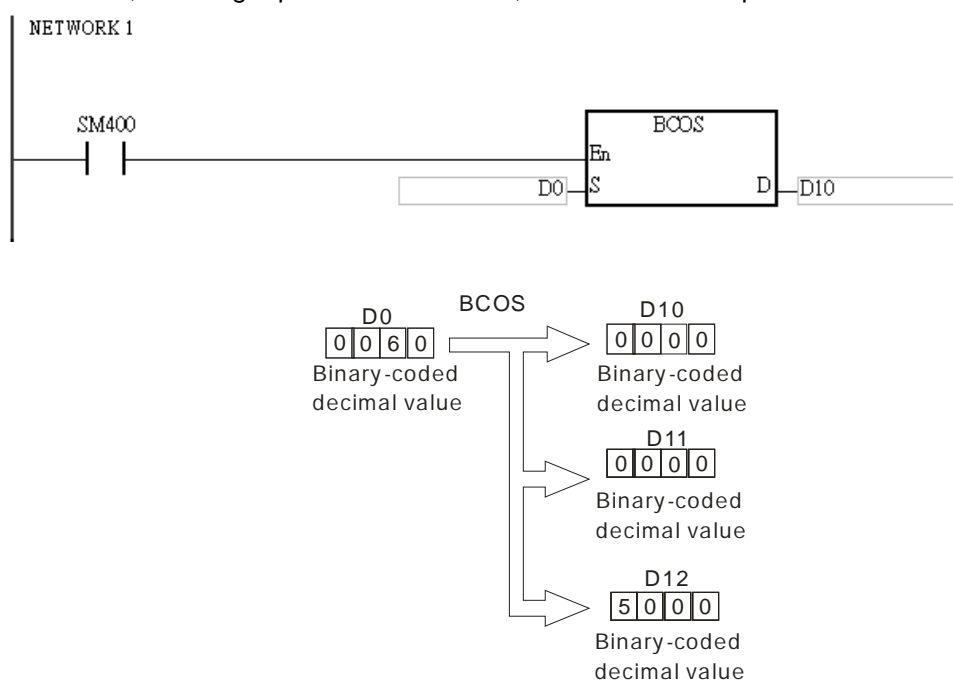 NETWORK 1
SM400
BCOS
En
D0 S D D10
BCOS
D0
0 0 6 0
Binary-coded
decimal value
D10
0 0 0 0
Binary-coded
decimal value
D11
0 0 0 0
Binary-coded
decimal value
D12
5 0 0 0
Binary-coded
decimal value